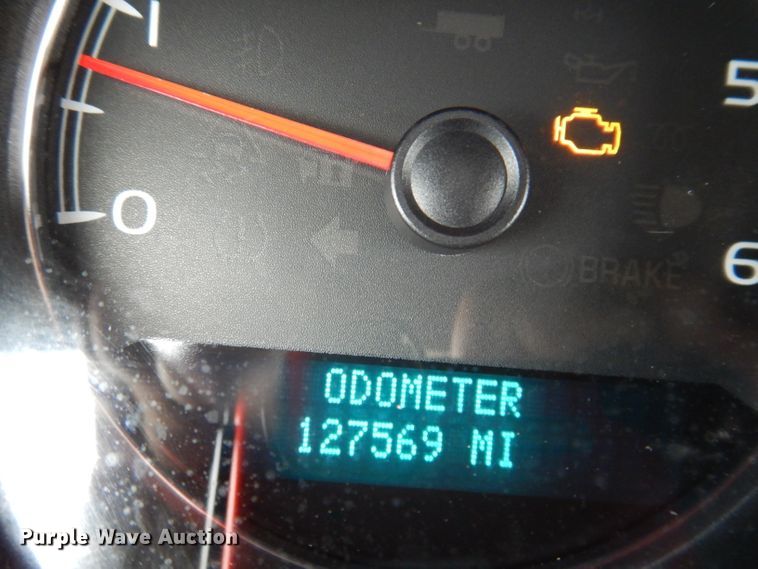 1
5
0
6
BRAKE
ODOMETER
127569 MI
Purple Wave Auction